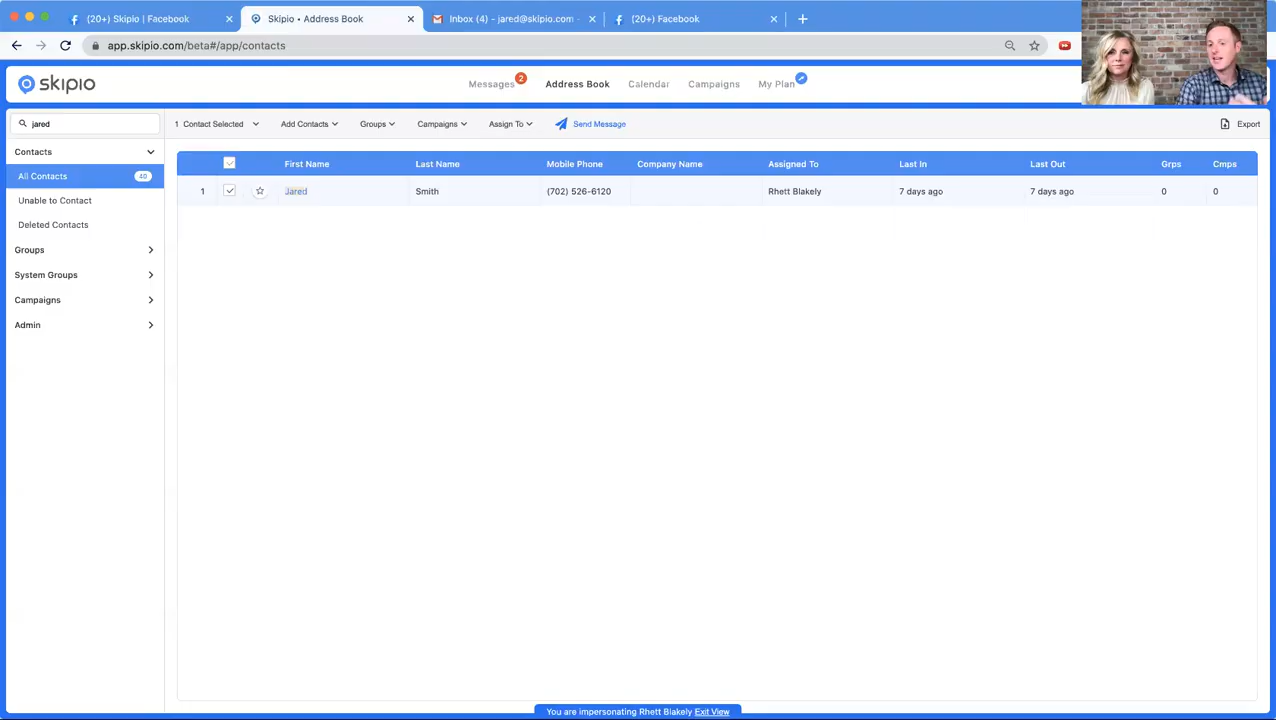 (20+) Skipio | Facebook
Skipio • Address Book
Inbox (4) - jared@skipio.com -
(20+) Facebook
app.skipio.com/beta#/app/contacts
skipio
Messages 2
Address Book
Calendar
Campaigns
My Plan
jared
1 Contact Selected
Add Contacts
Groups
Campaigns
Assign To
Send Message
Export
Contacts
All Contacts 40
Unable to Contact
Deleted Contacts
Groups
System Groups
Campaigns
Admin
First Name Last Name Mobile Phone Company Name Assigned To Last In Last Out Grps Cmps
1 Jared Smith (702) 526-6120 Rhett Blakely 7 days ago 7 days ago 0 0
You are impersonating Rhett Blakely Exit View